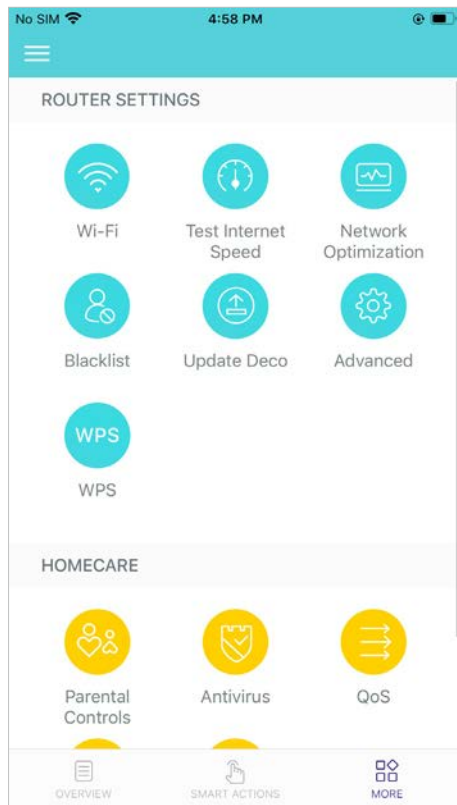 No SIM 4:58 PM
ROUTER SETTINGS
Wi-Fi Test Internet Speed Network Optimization
Blacklist Update Deco Advanced
WPS
WPS
HOMECARE
Parental Controls Antivirus QoS
OVERVIEW SMART ACTIONS MORE